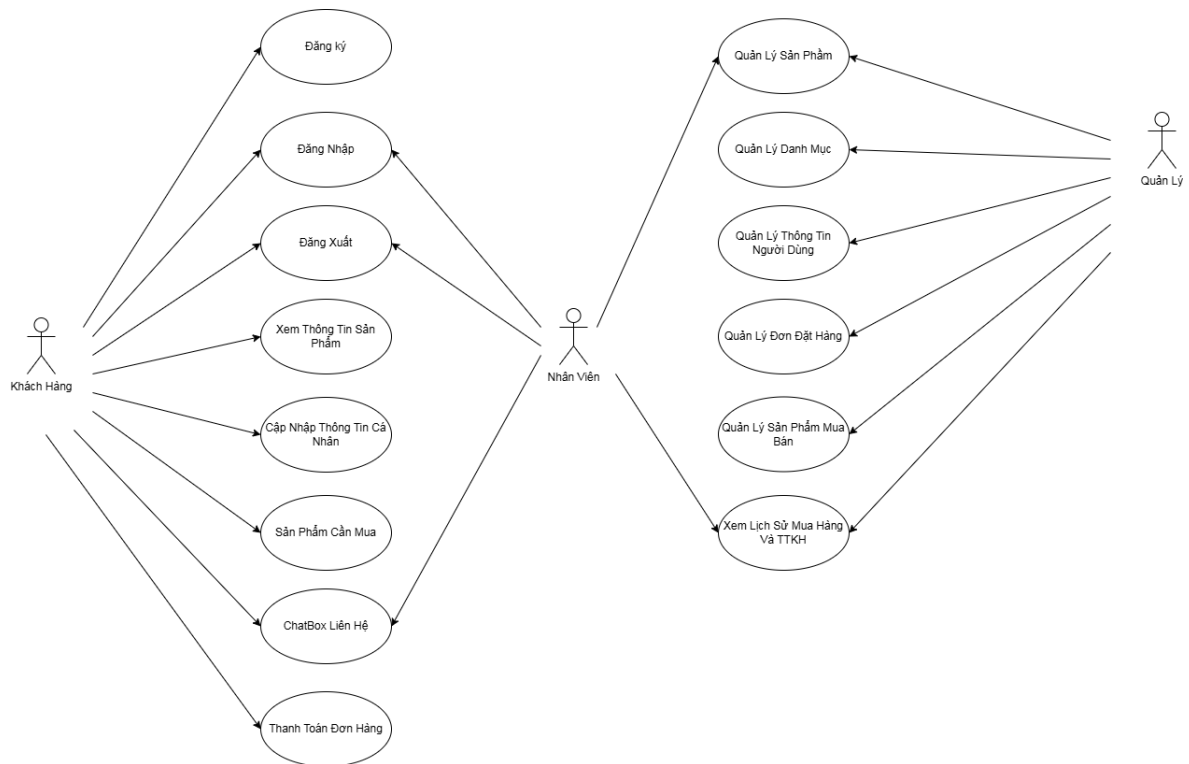 Đăng ký
Đăng Nhập
Đăng Xuất
Xem Thông Tin Sản
Phẩm
Cập Nhập Thông Tin Cá
Nhân
Sản Phẩm Cần Mua
ChatBox Liên Hệ
Thanh Toán Đơn Hàng
Khách Hàng
Nhân Viên
Quản Lý Sản Phẩm
Quản Lý Danh Mục
Quản Lý Thông Tin
Người Dùng
Quản Lý Đơn Đặt Hàng
Quản Lý Sản Phẩm Mua
Bán
Xem Lịch Sử Mua Hàng
Và TTKH
Quản Lý